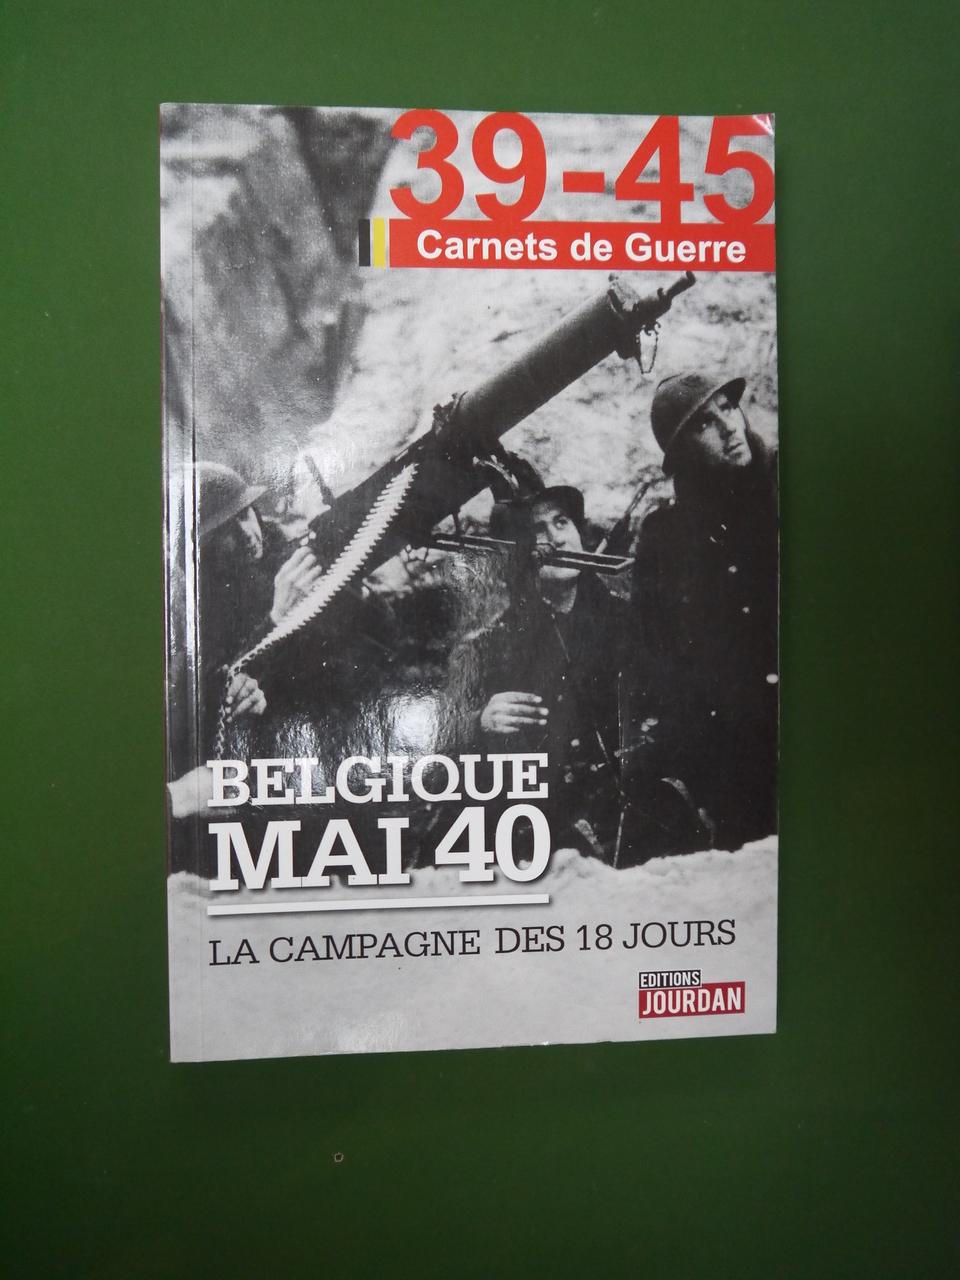 39-45
Carnets de Guerre
BELGIQUE
MAI 40
LA CAMPAGNE DES 18 JOURS
EDITIONS
JOURDAN